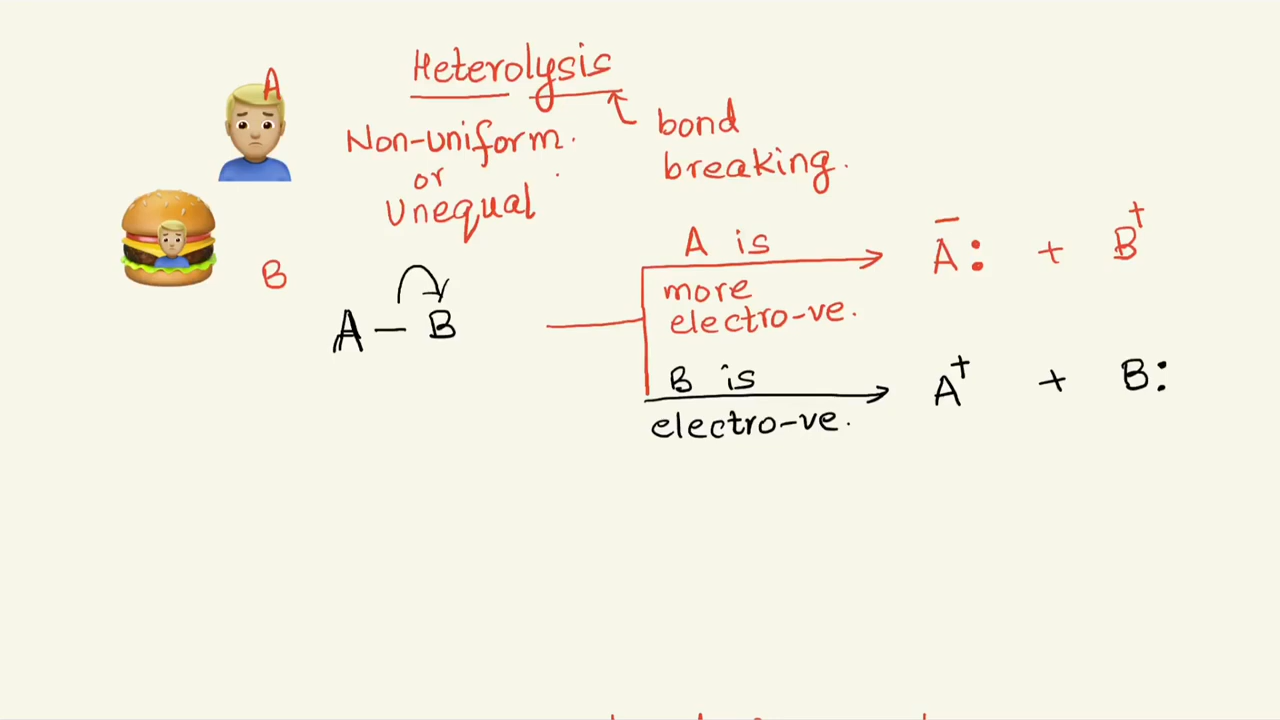 A
Heterolysis
Non-uniform.
or
Unequal
bond
breaking.
B
A – B
A is
more
electro-ve.
Ā: + B⁺
B is
electro-ve.
A⁺ + B: